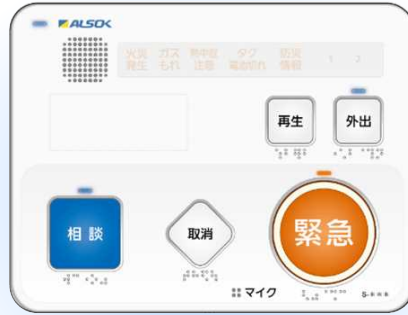 ALSOK
火災 ガス 熱中症 タグ 防災
発生 もれ 注意 電池切れ 情報 1 2
再生 外出
相談 取消 緊急
マイク